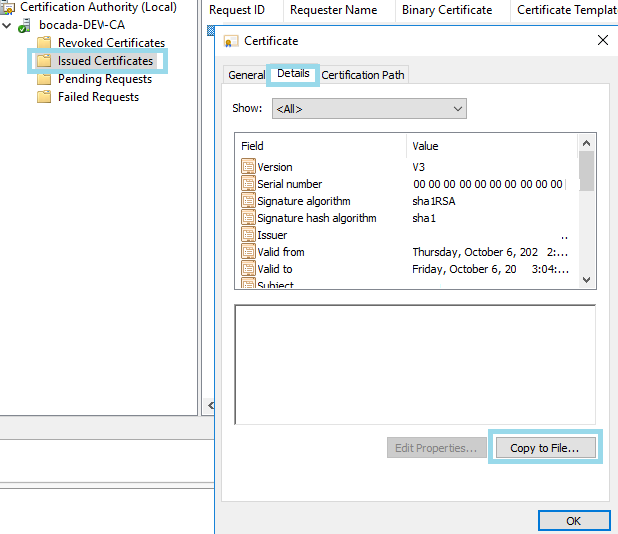 Certification Authority (Local)
bocada-DEV-CA
Revoked Certificates
Issued Certificates
Pending Requests
Failed Requests
Request ID Requester Name Binary Certificate Certificate Templat
Certificate
General Details Certification Path
Show: <All>
Field Value
Version V3
Serial number 00 00 00 00 00 00 00 00 00 00
Signature algorithm sha1RSA
Signature hash algorithm sha1
Issuer ..
Valid from Thursday, October 6, 202 2:...
Valid to Friday, October 6, 20 3:04:...
Subject
Edit Properties... Copy to File...
OK